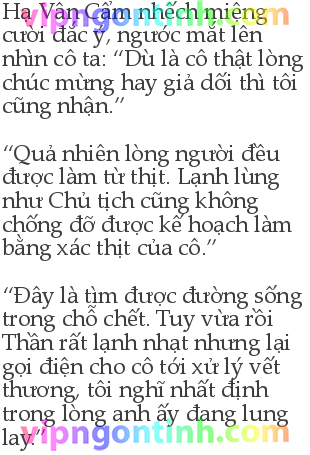 Hạ Vân Cẩm nhếch miệng
cười đắc ý, ngước mắt lên
nhìn cô ta: “Dù là cô thật lòng
chúc mừng hay giả dối thì tôi
cũng nhận.”
“Quả nhiên lòng người đều
được làm từ thịt. Lạnh lùng
như Chủ tịch cũng không
chống đỡ được kế hoạch làm
bằng xác thịt của cô.”
“Đây là tìm được đường sống
trong chỗ chết. Tuy vừa rồi
Thần rất lạnh nhạt nhưng lại
gọi điện cho cô tới xử lý vết
thương, tôi nghĩ nhất định
trong lòng anh ấy đang lung
lay.”
vipngontinh.com
vipngontinh.com